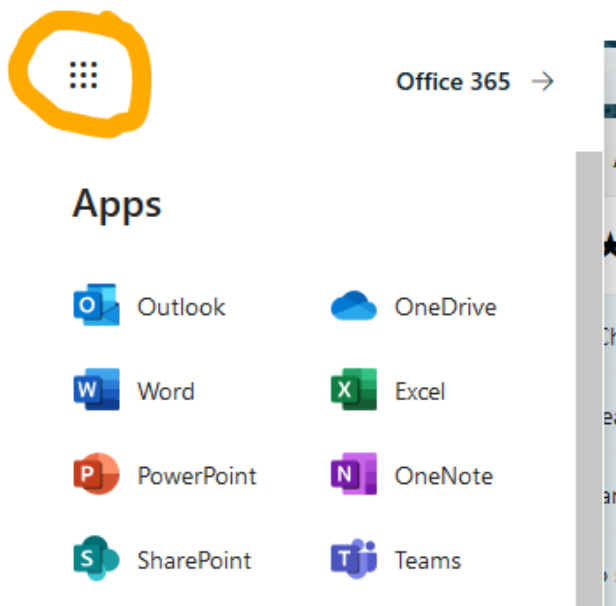 Office 365
Apps
Outlook OneDrive
Word Excel
PowerPoint OneNote
SharePoint Teams